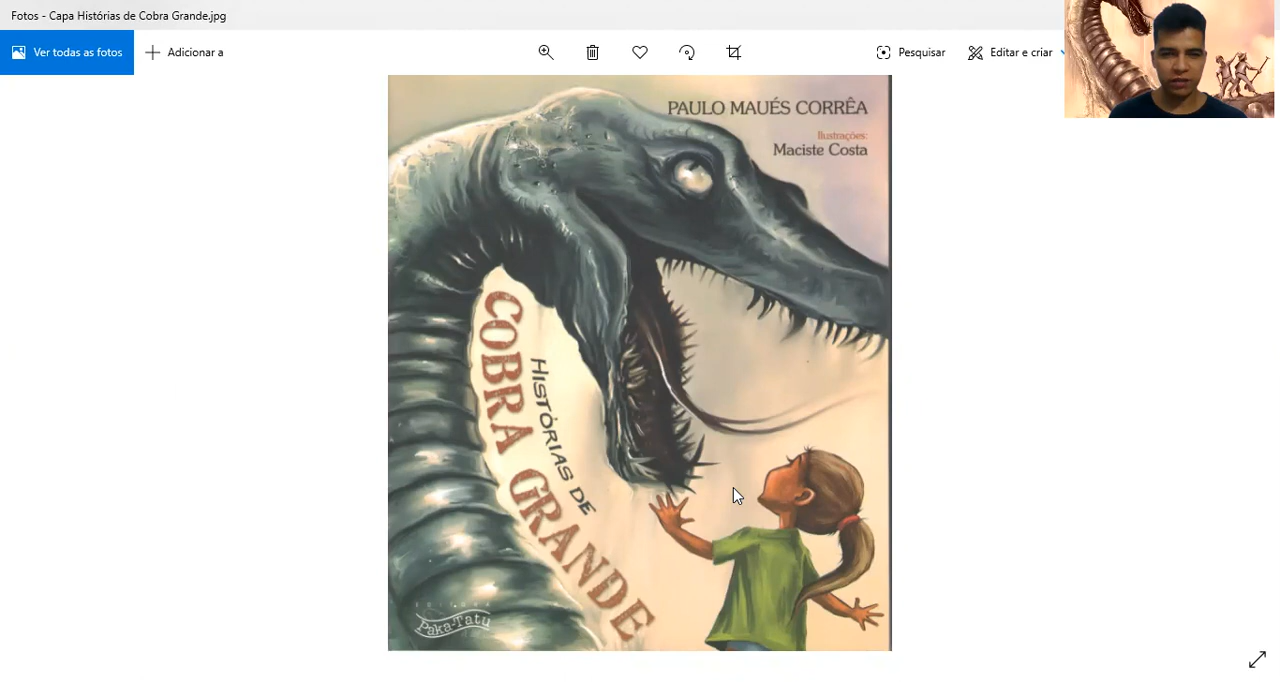 Fotos - Capa Histórias de Cobra Grande.jpg
Ver todas as fotos
Adicionar a
Pesquisar
Editar e criar
PAULO MAUÉS CORRÊA
Ilustrações:
Maciste Costa
HISTÓRIAS DE
COBRA GRANDE
EDITORA
Paka-Tatu